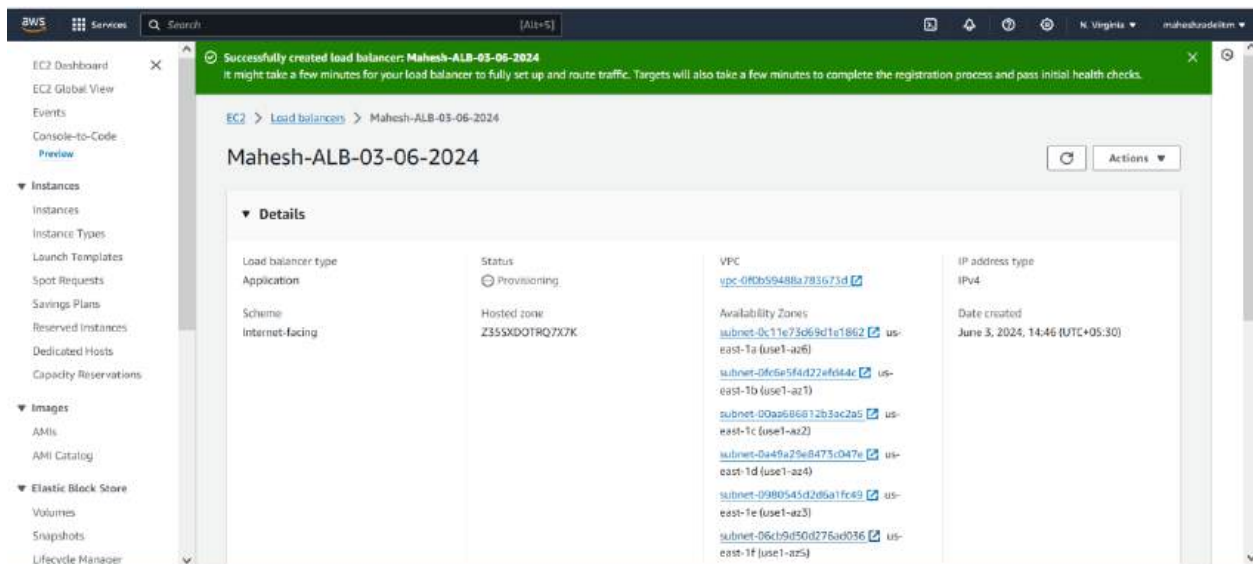 aws Services Search [Alt+S] N. Virginia
EC2 Dashboard
EC2 Global View
Events
Console-to-Code
Preview
Instances
Instances
Instance Types
Launch Templates
Spot Requests
Savings Plans
Reserved Instances
Dedicated Hosts
Capacity Reservations
Images
AMIs
AMI Catalog
Elastic Block Store
Volumes
Snapshots
Lifecycle Manager
Successfully created load balancer: Mahesh-ALB-03-06-2024
It might take a few minutes for your load balancer to fully set up and route traffic. Targets will also take a few minutes to complete the registration process and pass initial health checks.
EC2 > Load balancers > Mahesh-ALB-03-06-2024
Mahesh-ALB-03-06-2024
Actions
Details
Load balancer type
Application
Scheme
Internet-facing
Status
Provisioning
Hosted zone
Z35SXDOTRQ7X7K
VPC
vpc-0f0b59488a783673d
Availability Zones
subnet-0c11e73d69d1e1862 us-
east-1a (use1-az6)
subnet-0fc6e5f4d22efd44c us-
east-1b (use1-az1)
subnet-00aa686812b3ac2a5 us-
east-1c (use1-az2)
us-
east-1d (use1-az4)
subnet-0980545d2d6a1fc49 us-
east-1e (use1-az3)
subnet-06cb9d50d276ad036 us-
east-1f (use1-az5)
IP address type
IPv4
Date created
June 3, 2024, 14:46 (UTC+05:30)